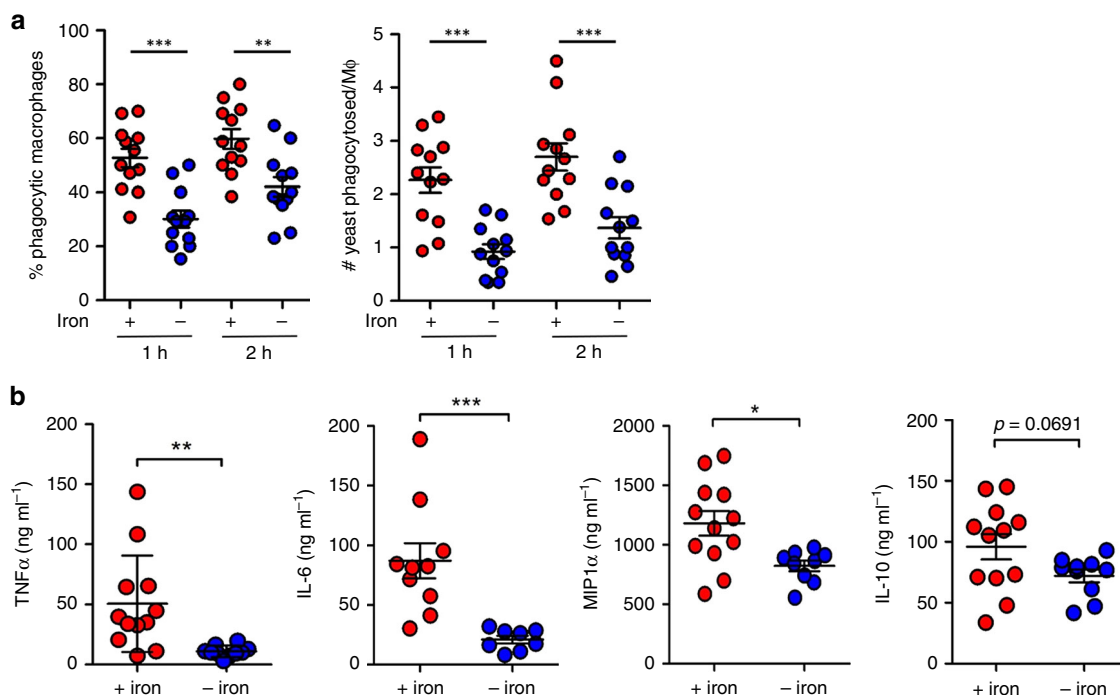 a
% phagocytic macrophages
100
80
60
40
20
0
*** **
Iron + – + –
1 h 2 h
# yeast phagocytosed/Mϕ
5
4
3
2
1
0
*** ***
Iron + – + –
1 h 2 h
b
TNFα (ng ml⁻¹)
200
150
100
50
0
**
+ iron – iron
IL-6 (ng ml⁻¹)
200
150
100
50
0
***
+ iron – iron
MIP1α (ng ml⁻¹)
2000
1500
1000
500
0
*
+ iron – iron
IL-10 (ng ml⁻¹)
200
150
100
50
0
p = 0.0691
+ iron – iron